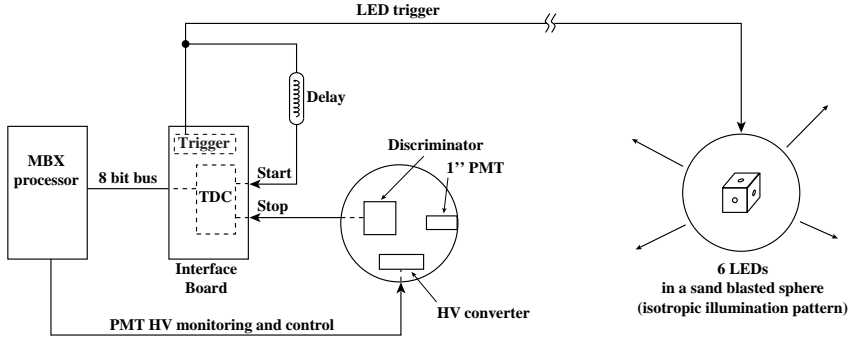 LED trigger
Delay
Trigger
Discriminator
1’’ PMT
MBX
processor
8 bit bus
TDC
Start
Stop
Interface
Board
HV converter
PMT HV monitoring and control
6 LEDs
in a sand blasted sphere
(isotropic illumination pattern)